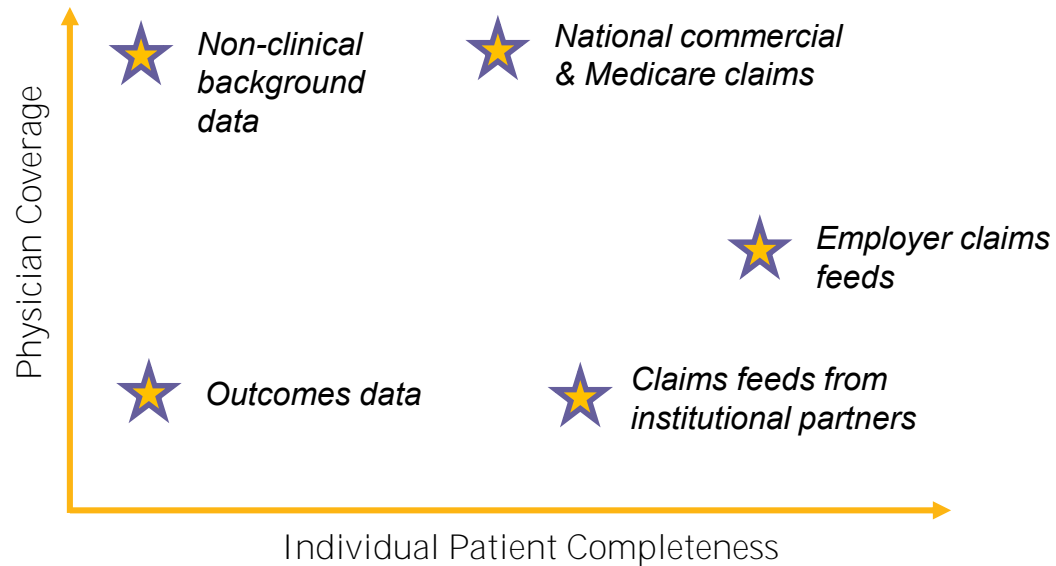 Physician Coverage
Non-clinical
background
data
National commercial
& Medicare claims
Employer claims
feeds
Outcomes data
Claims feeds from
institutional partners
Individual Patient Completeness